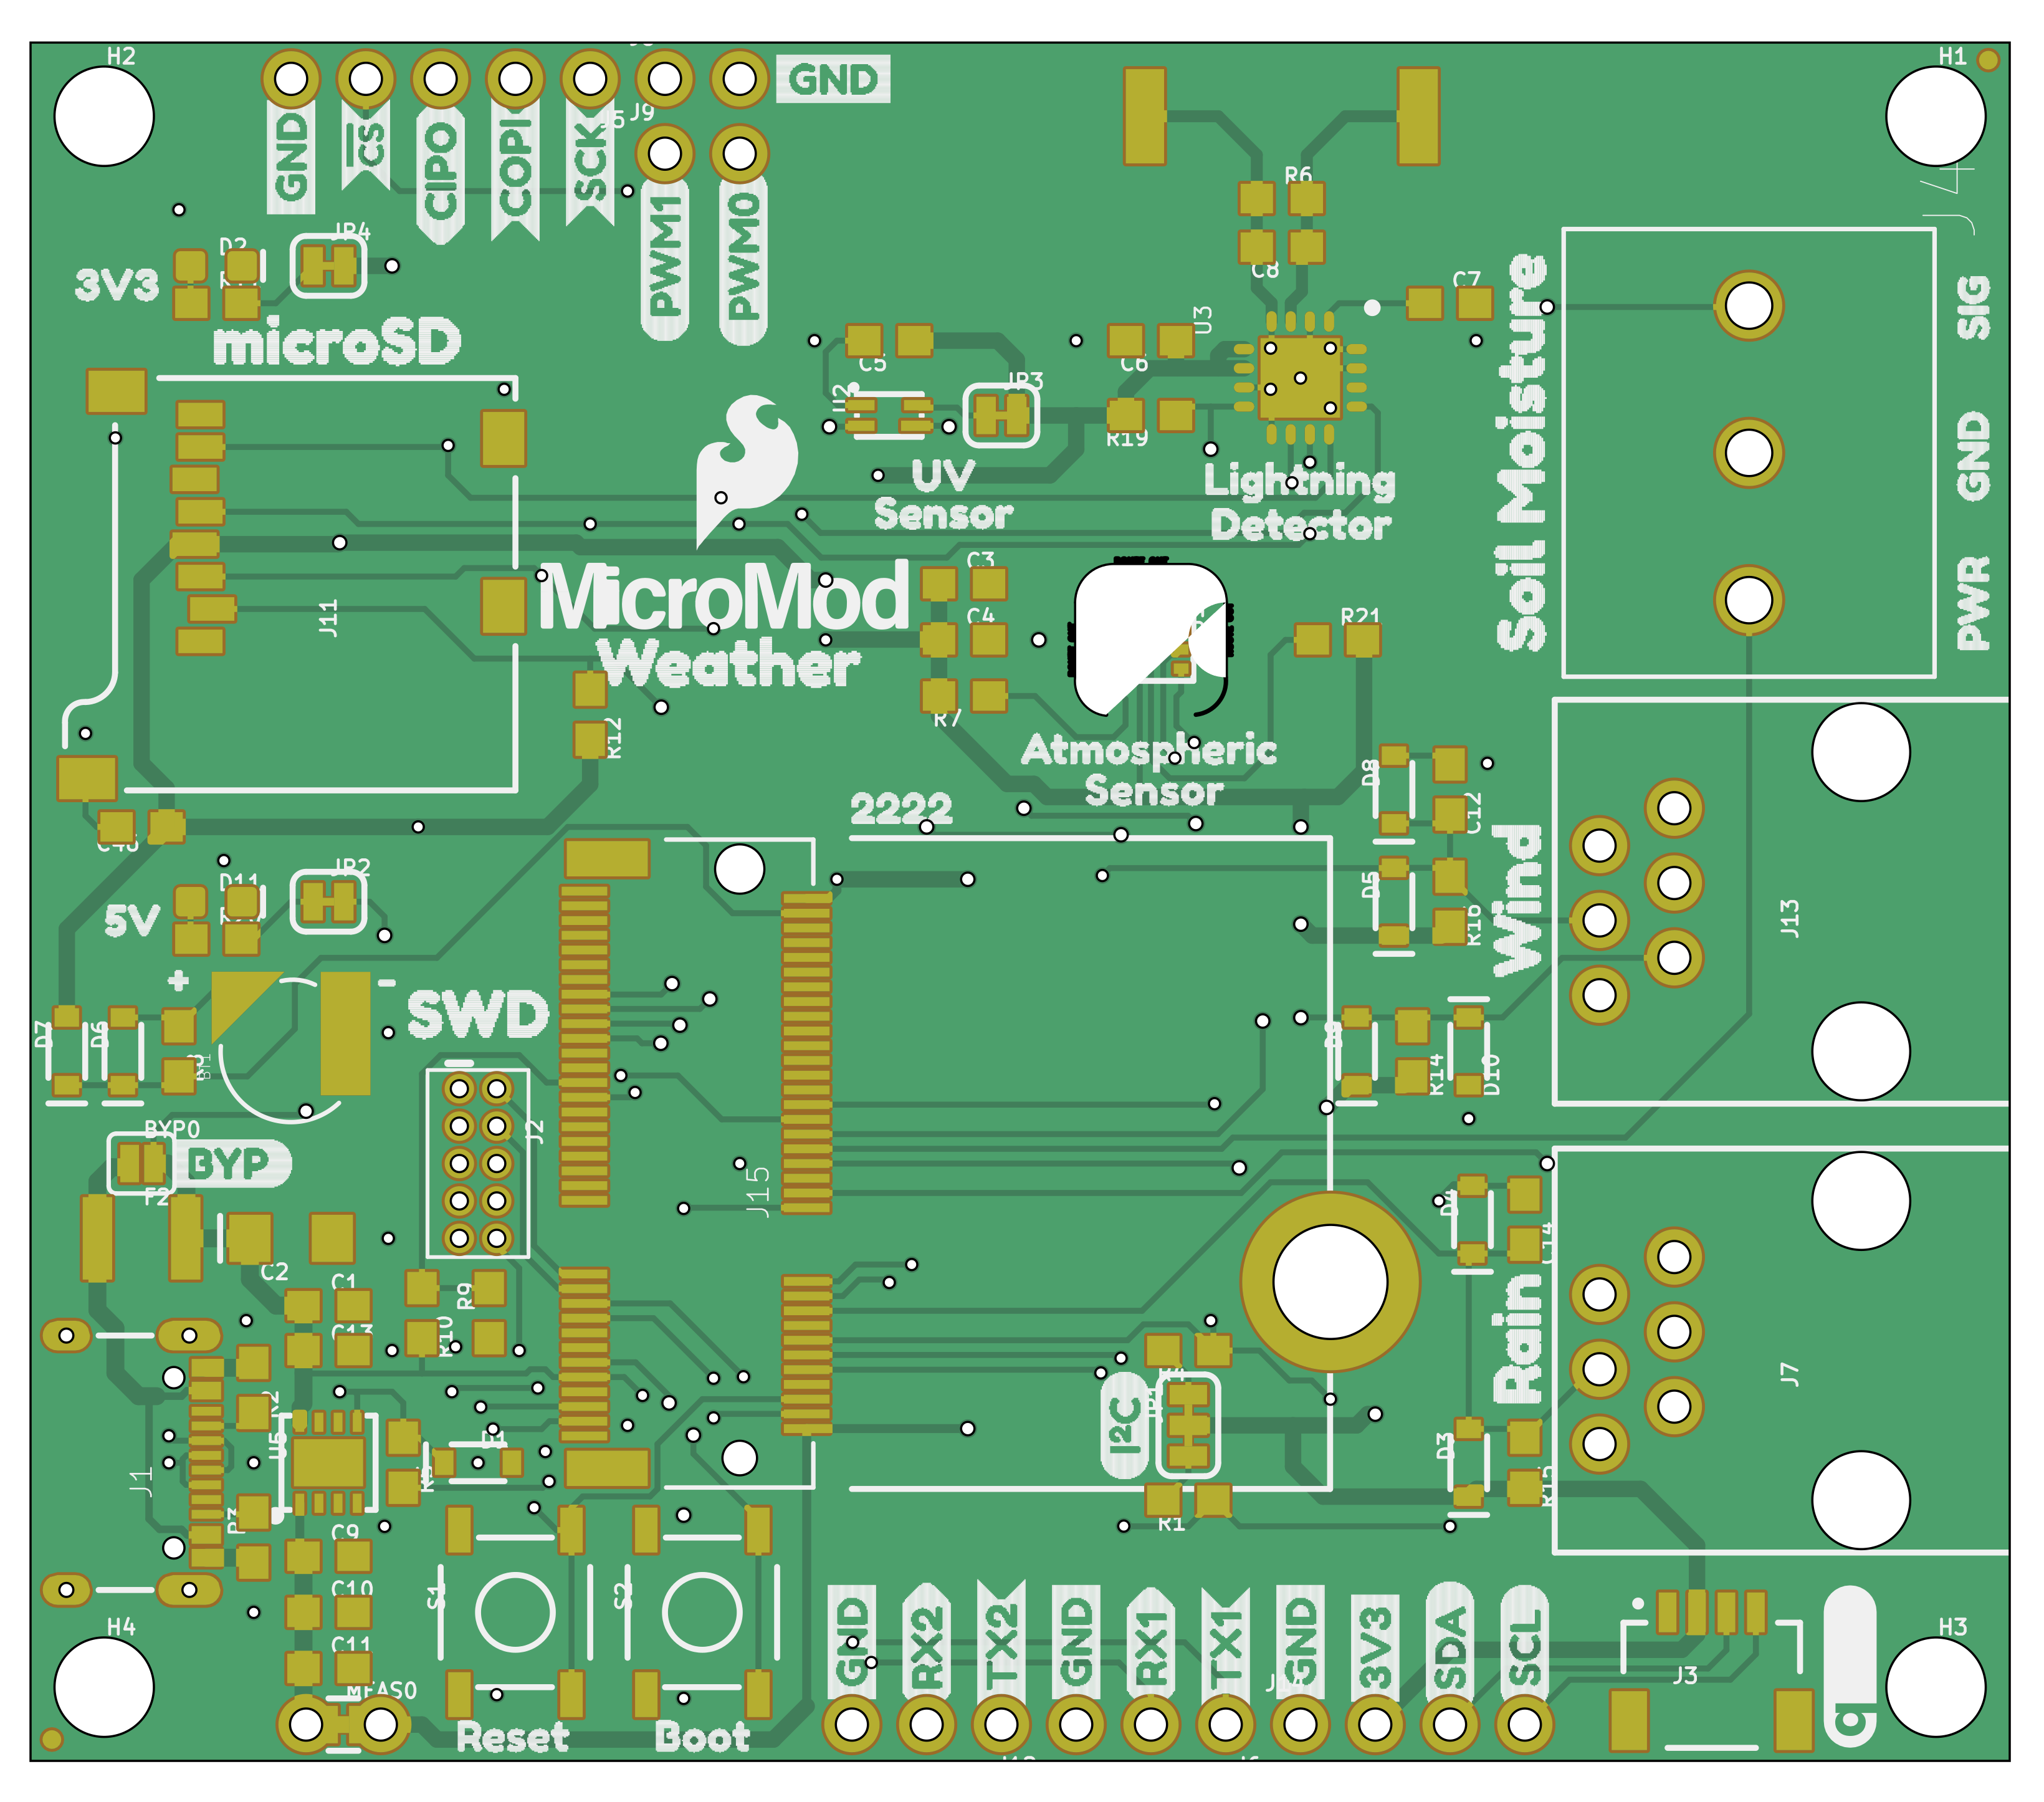 H2
H1
GND
GND
CS
CIPO
COPI
SCK
J9
PWM1
PWM0
R6
C8
C7
J4
JP4
D2
3V3
microSD
U3
C5
C6
U2
JP3
R19
UV
Sensor
Lightning
Detector
Soil Moisture
SIG
GND
PWR
J11
MicroMod
Weather
C3
C4
R7
R21
R12
Atmospheric
Sensor
2222
D8
C12
D5
R16
Wind
J13
JP2
D11
5V
+
-
SWD
D7
D6
D9
R14
D10
BYP0
BYP
F2
J2
J15
C2
C1
C13
R9
R10
D4
C14
Rain
J7
I2C
D3
R15
R1
J1
R2
U5
R3
C9
C10
C11
H4
MEAS0
S1
S2
Reset
Boot
GND
RX2
TX2
GND
RX1
TX1
GND
3V3
SDA
SCL
J3
H3